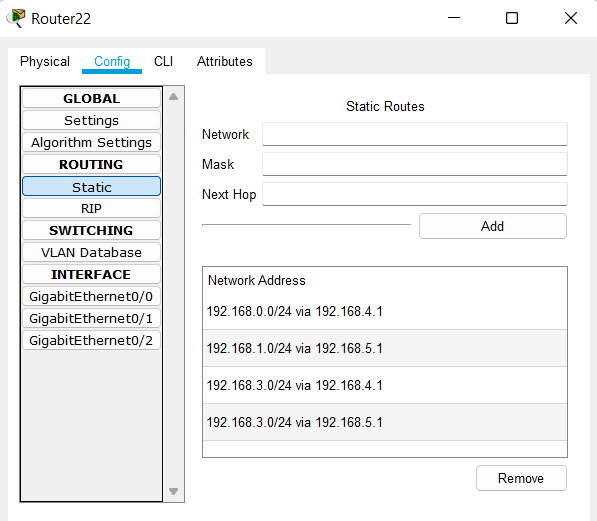 Router22
Physical Config CLI Attributes
GLOBAL
Settings
Algorithm Settings
ROUTING
Static
RIP
SWITCHING
VLAN Database
INTERFACE
GigabitEthernet0/0
GigabitEthernet0/1
GigabitEthernet0/2
Static Routes
Network
Mask
Next Hop
Add
Network Address
192.168.0.0/24 via 192.168.4.1
192.168.1.0/24 via 192.168.5.1
192.168.3.0/24 via 192.168.4.1
192.168.3.0/24 via 192.168.5.1
Remove